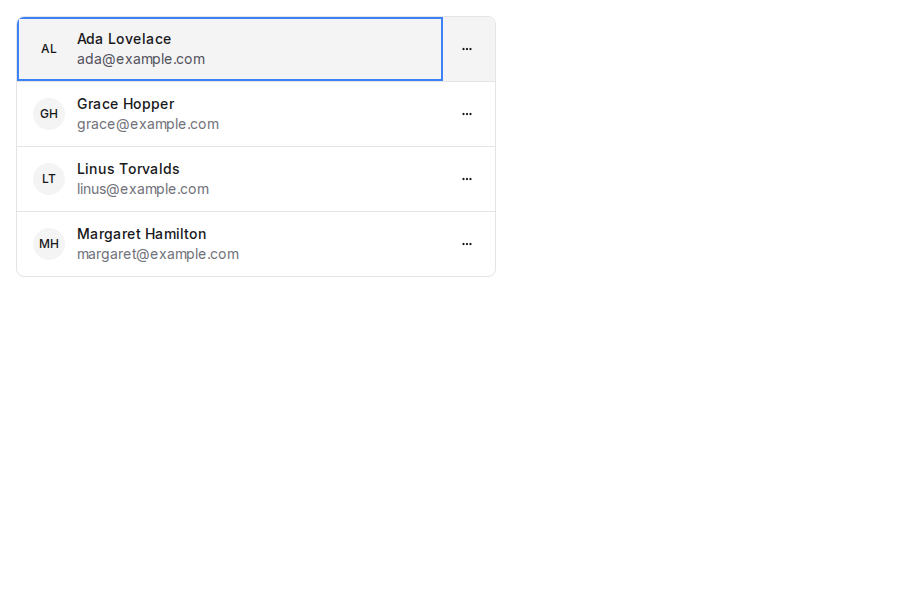 AL
Ada Lovelace
ada@example.com
GH
Grace Hopper
grace@example.com
LT
Linus Torvalds
linus@example.com
MH
Margaret Hamilton
margaret@example.com